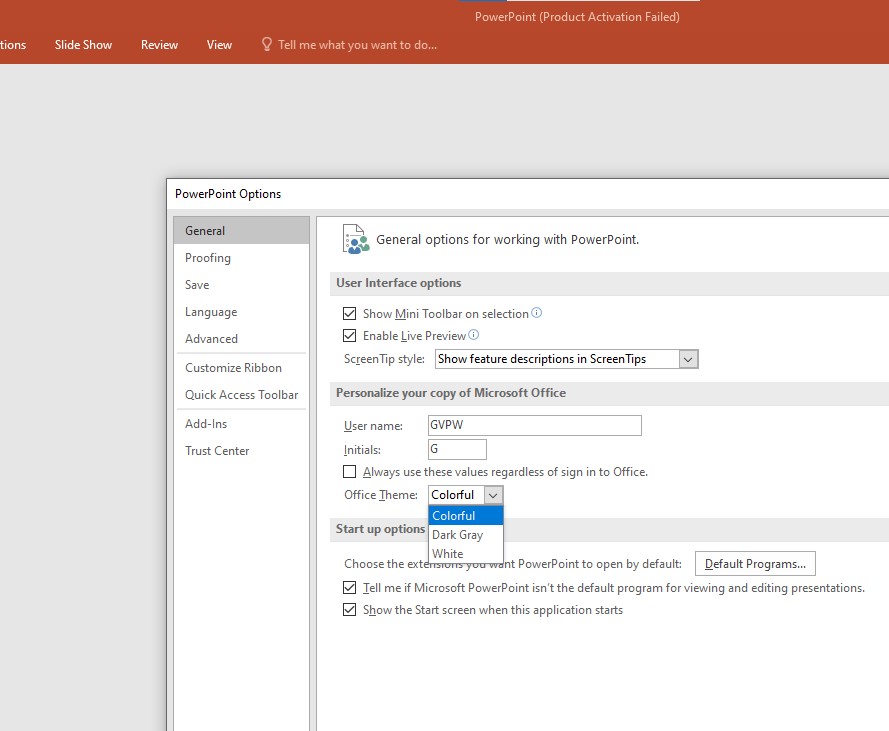 PowerPoint (Product Activation Failed)
tions Slide Show Review View Tell me what you want to do...
PowerPoint Options
General
Proofing
Save
Language
Advanced
Customize Ribbon
Quick Access Toolbar
Add-Ins
Trust Center
General options for working with PowerPoint.
User Interface options
Show Mini Toolbar on selection
Enable Live Preview
ScreenTip style: Show feature descriptions in ScreenTips
Personalize your copy of Microsoft Office
User name: GVPW
Initials: G
Always use these values regardless of sign in to Office.
Office Theme: Colorful
Colorful
Dark Gray
White
Start up options
Choose the extensions you want PowerPoint to open by default: Default Programs...
Tell me if Microsoft PowerPoint isn't the default program for viewing and editing presentations.
Show the Start screen when this application starts